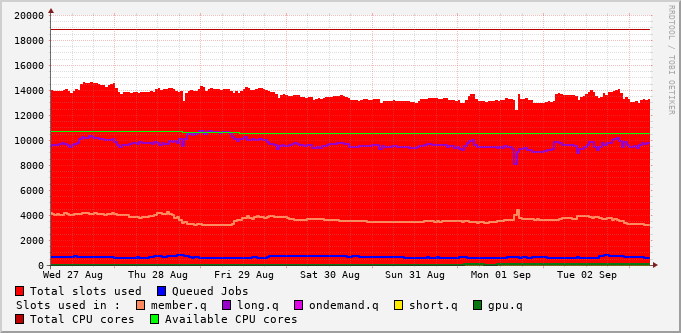 20000
18000
16000
14000
12000
10000
8000
6000
4000
2000
0
Wed 27 Aug Thu 28 Aug Fri 29 Aug Sat 30 Aug Sun 31 Aug Mon 01 Sep Tue 02 Sep
RRDTOOL / TOBI OETIKER
Total slots used Queued Jobs
Slots used in : member.q long.q ondemand.q short.q gpu.q
Total CPU cores Available CPU cores